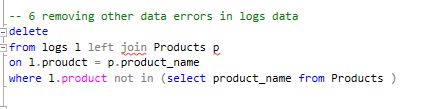 -- 6 removing other data errors in logs data
delete
from logs l left join Products p
on l.proudct = p.product_name
where l.product not in (select product_name from Products )